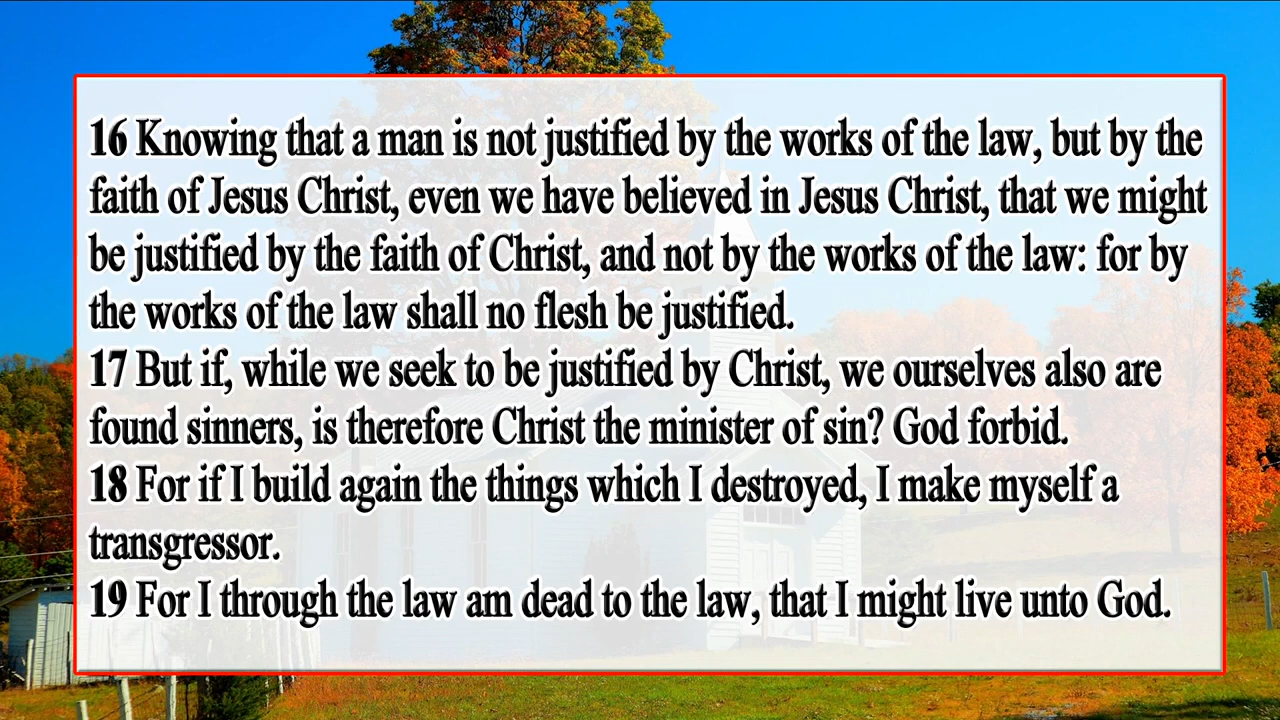 16 Knowing that a man is not justified by the works of the law, but by the
faith of Jesus Christ, even we have believed in Jesus Christ, that we might
be justified by the faith of Christ, and not by the works of the law: for by
the works of the law shall no flesh be justified.
17 But if, while we seek to be justified by Christ, we ourselves also are
found sinners, is therefore Christ the minister of sin? God forbid.
18 For if I build again the things which I destroyed, I make myself a
transgressor.
19 For I through the law am dead to the law, that I might live unto God.